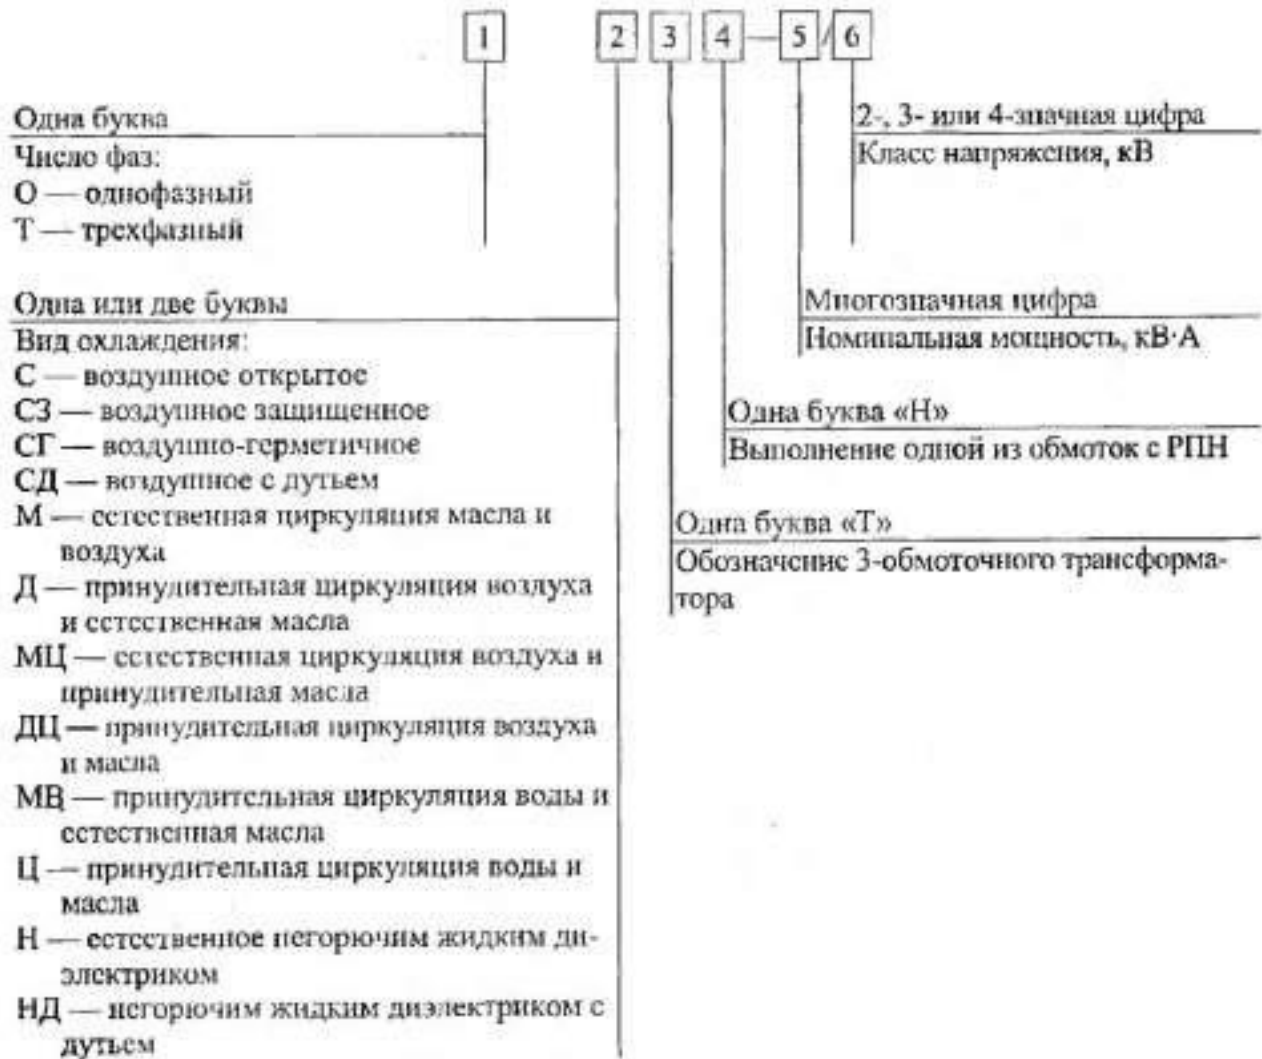 1 2 3 4 — 5 / 6
Одна буква
Число фаз:
О — однофазный
Т — трехфазный
2-, 3- или 4-значная цифра
Класс напряжения, кВ
Одна или две буквы
Вид охлаждения:
С — воздушное открытое
СЗ — воздушное защищенное
СГ — воздушно-герметичное
СД — воздушное с дутьем
М — естественная циркуляция масла и
воздуха
Д — принудительная циркуляция воздуха
и естественная масла
МЦ — естественная циркуляция воздуха и
принудительная масла
ДЦ — принудительная циркуляция воздуха
и масла
МВ — принудительная циркуляция воды и
естественная масла
Ц — принудительная циркуляция воды и
масла
Н — естественное негорючим жидким ди-
электриком
НД — негорючим жидким диэлектриком с
дутьем
Многозначная цифра
Номинальная мощность, кВ·А
Одна буква «Н»
Выполнение одной из обмоток с РПН
Одна буква «Т»
Обозначение 3-обмоточного трансформа-
тора